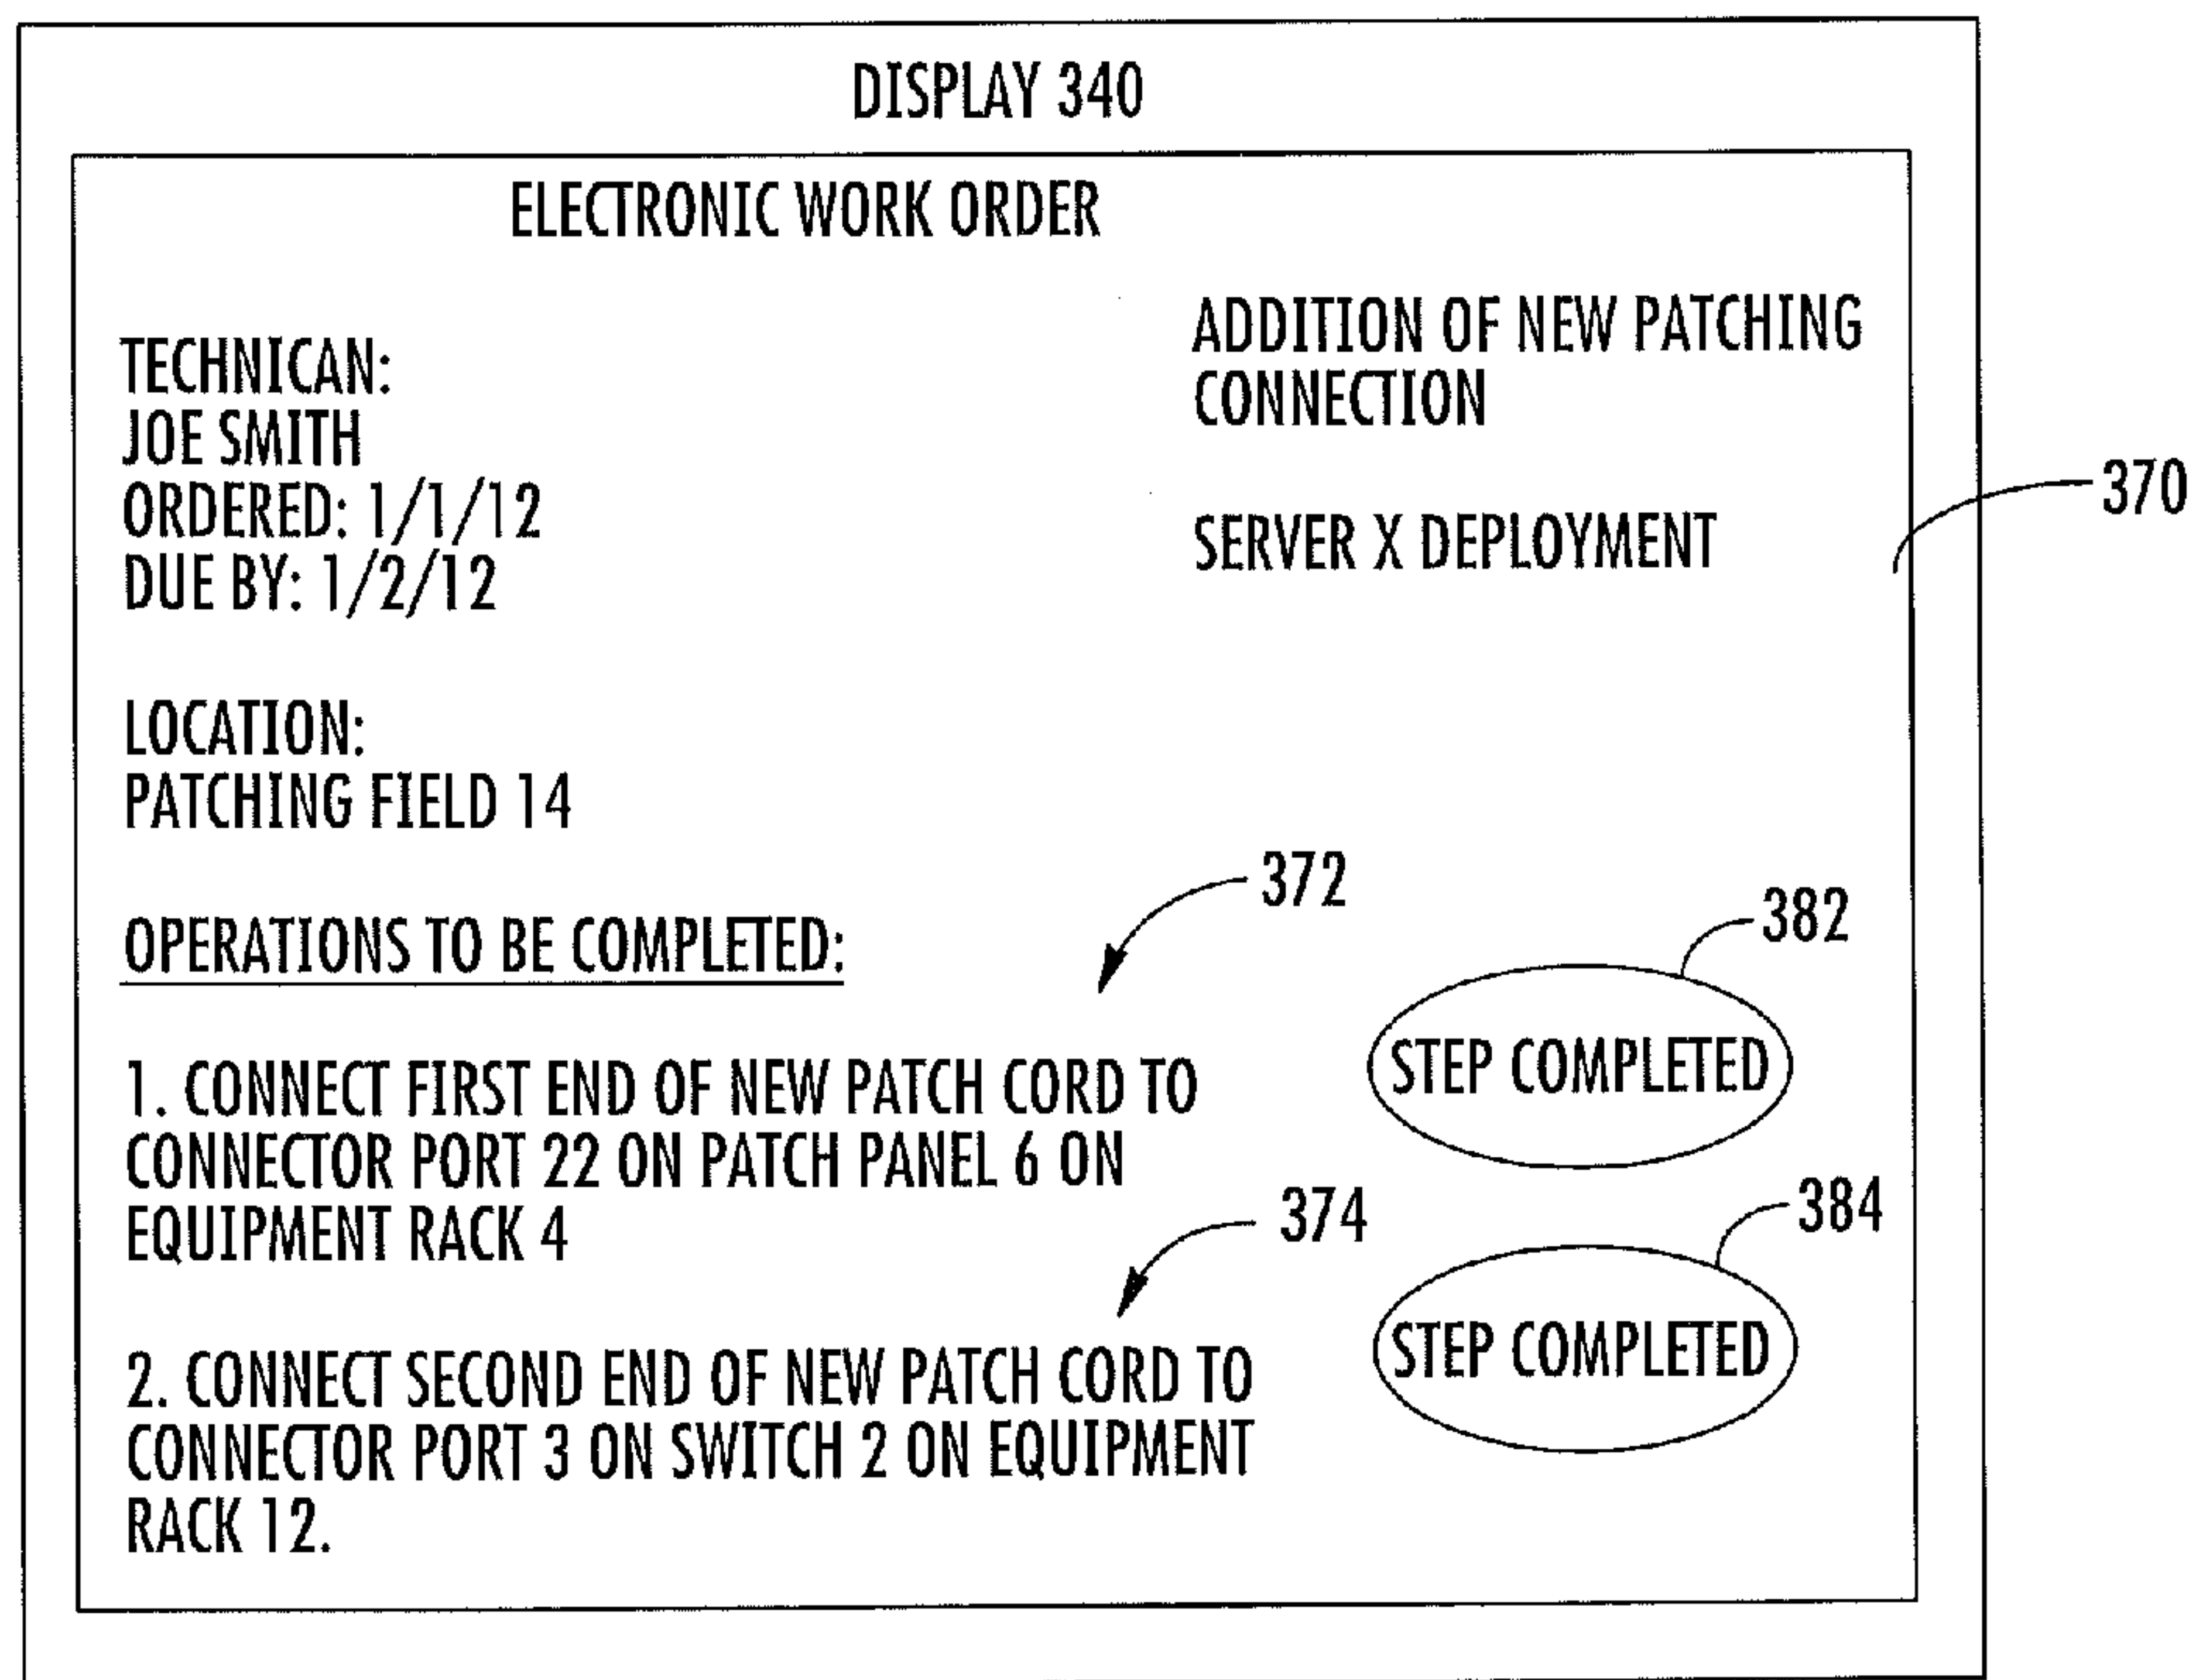 DISPLAY 340
ELECTRONIC WORK ORDER
TECHNICAN:
JOE SMITH
ORDERED: 1/1/12
DUE BY: 1/2/12
ADDITION OF NEW PATCHING
CONNECTION
SERVER X DEPLOYMENT
370
LOCATION:
PATCHING FIELD 14
372
382
OPERATIONS TO BE COMPLETED:
1. CONNECT FIRST END OF NEW PATCH CORD TO
CONNECTOR PORT 22 ON PATCH PANEL 6 ON
EQUIPMENT RACK 4
STEP COMPLETED
374
384
2. CONNECT SECOND END OF NEW PATCH CORD TO
CONNECTOR PORT 3 ON SWITCH 2 ON EQUIPMENT
RACK 12.
STEP COMPLETED